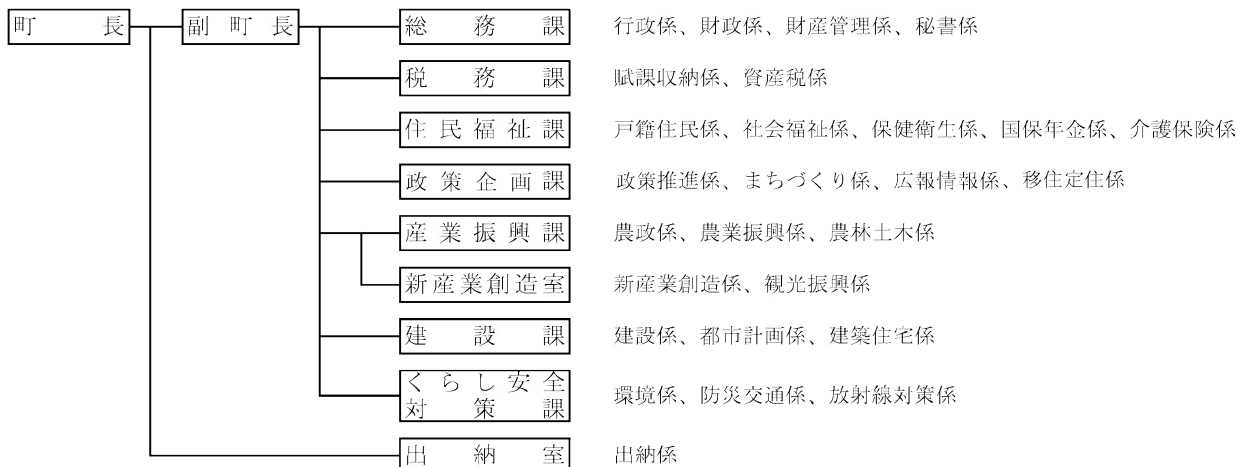 町長 副町長 総務課 行政係、財政係、財産管理係、秘書係
税務課 賦課収納係、資産税係
住民福祉課 戸籍住民係、社会福祉係、保健衛生係、国保年金係、介護保険係
政策企画課 政策推進係、まちづくり係、広報情報係、移住定住係
産業振興課 農政係、農業振興係、農林土木係
新産業創造室 新産業創造係、観光振興係
建設課 建設係、都市計画係、建築住宅係
くらし安全
対策課 環境係、防災交通係、放射線対策係
出納室 出納係